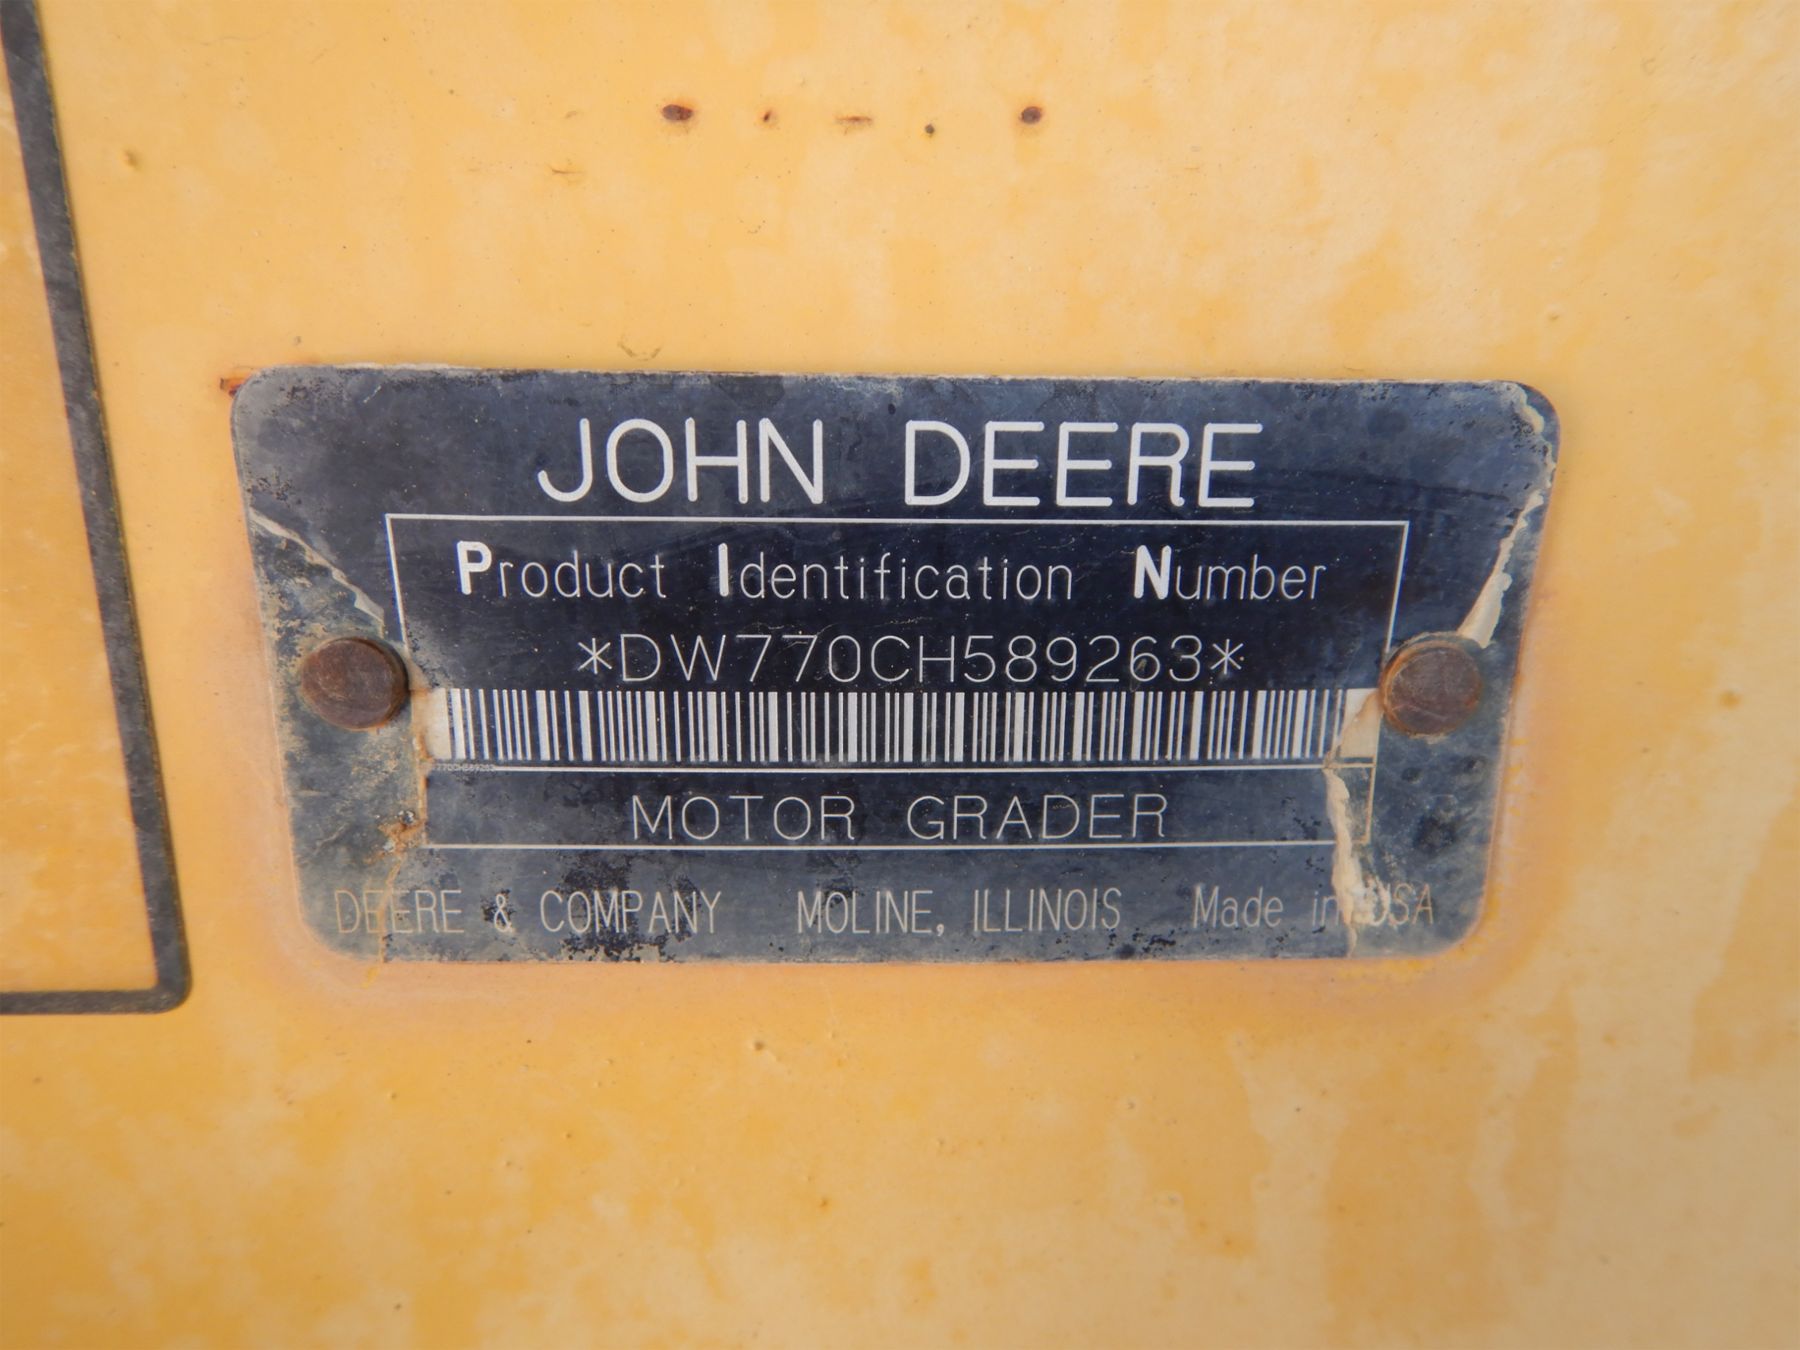 JOHN DEERE
Product Identification Number
*DW770CH589263*
MOTOR GRADER
DEERE & COMPANY MOLINE, ILLINOIS Made in USA